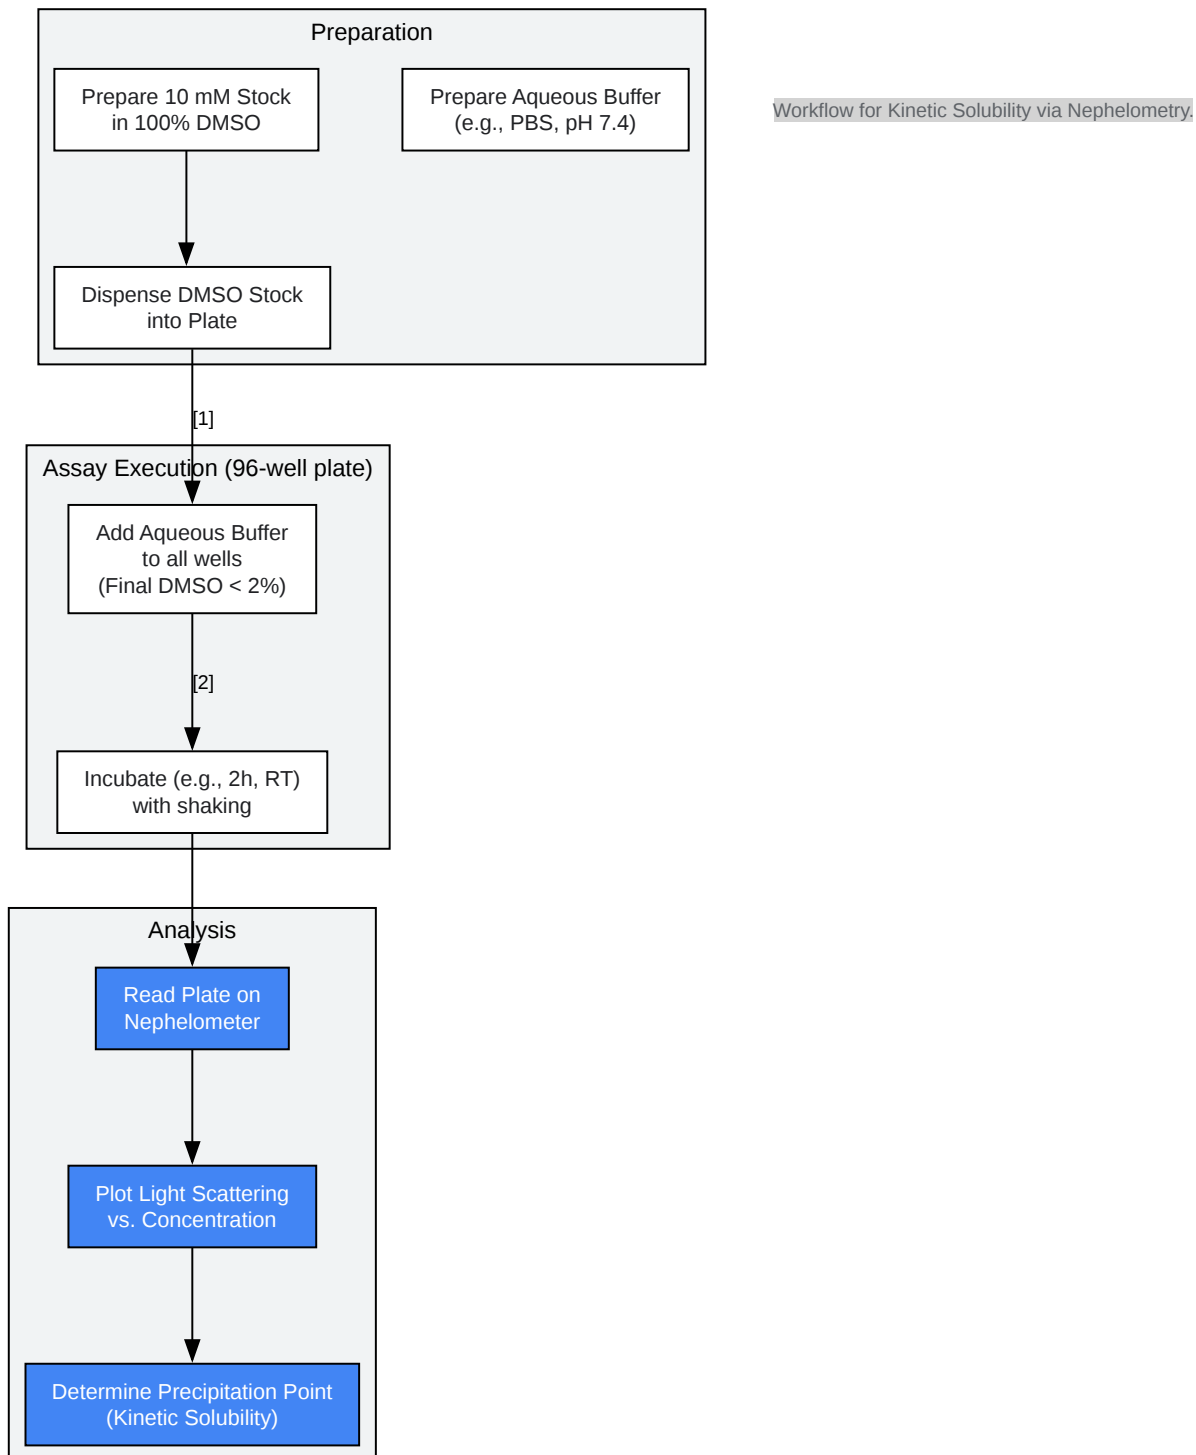 Preparation
Prepare 10 mM Stock
in 100% DMSO
Prepare Aqueous Buffer
(e.g., PBS, pH 7.4)
Workflow for Kinetic Solubility via Nephelometry.
Dispense DMSO Stock
into Plate
[1]
Assay Execution (96-well plate)
Add Aqueous Buffer
to all wells
(Final DMSO < 2%)
[2]
Incubate (e.g., 2h, RT)
with shaking
Analysis
Read Plate on
Nephelometer
Plot Light Scattering
vs. Concentration
Determine Precipitation Point
(Kinetic Solubility)